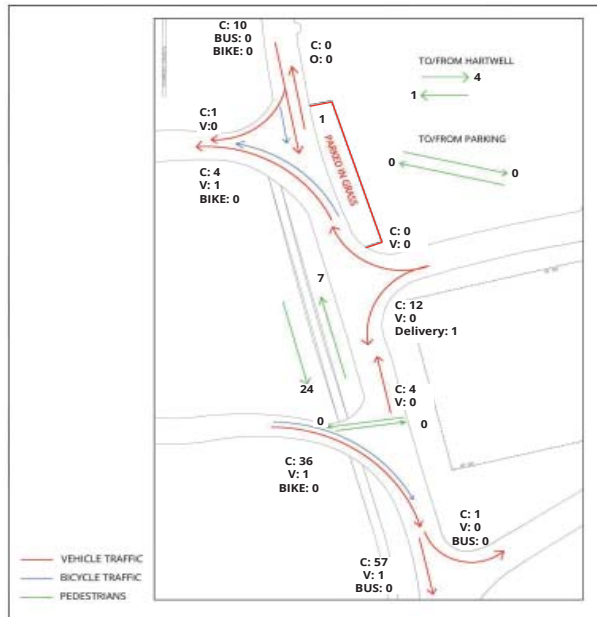 C: 10
BUS: 0
BIKE: 0
C: 0
O: 0
TO/FROM HARTWELL
4
1
C:1
V:0
1
PARKED IN GRASS
TO/FROM PARKING
0
0
C: 4
V: 1
BIKE: 0
C: 0
V: 0
7
C: 12
V: 0
Delivery: 1
24
C: 4
V: 0
0
0
C: 36
V: 1
BIKE: 0
C: 1
V: 0
BUS: 0
C: 57
V: 1
BUS: 0
VEHICLE TRAFFIC
BICYCLE TRAFFIC
PEDESTRIANS